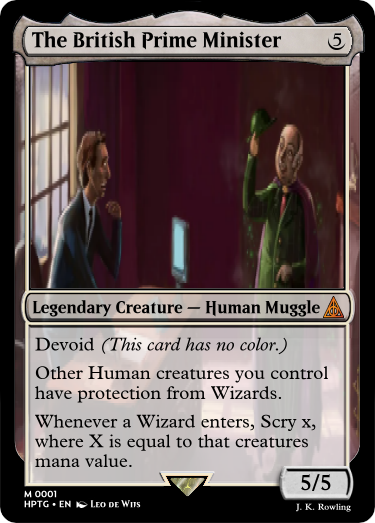 The British Prime Minister 5
Legendary Creature — Human Muggle
Devoid (This card has no color.)
Other Human creatures you control
have protection from Wizards.
Whenever a Wizard enters, Scry x,
where X is equal to that creatures
mana value.
5/5
M 0001
HPTG • EN Leo de Wits
J. K. Rowling